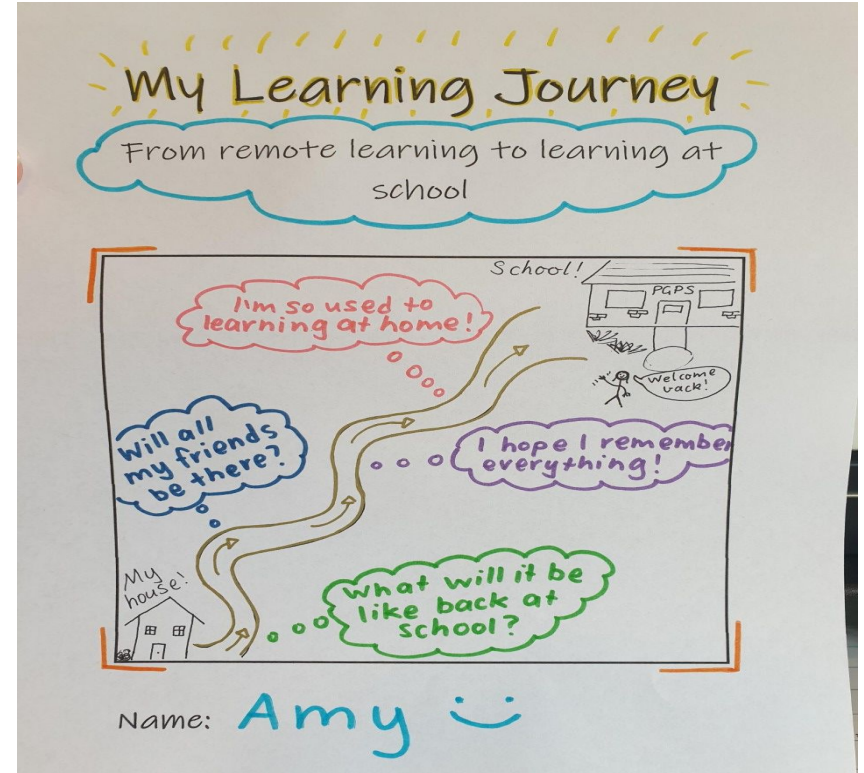 My Learning Journey
From remote learning to learning at
school
School!
PGPS
I'm so used to
learning at home!
Welcome
back!
Will all
my friends
be there?
I hope I remember
everything!
My
house!
What will it be
like back at
school?
Name: Amy